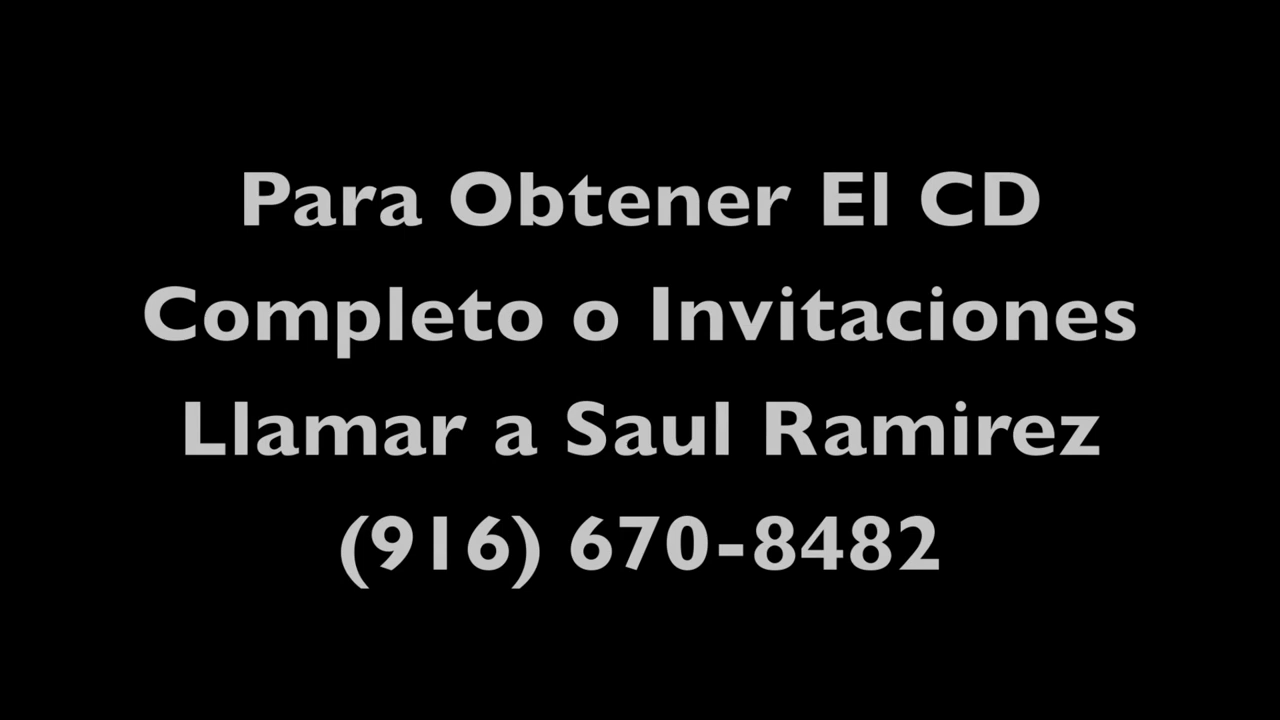 Para Obtener El CD
Completo o Invitaciones
Llamar a Saul Ramirez
(916) 670-8482